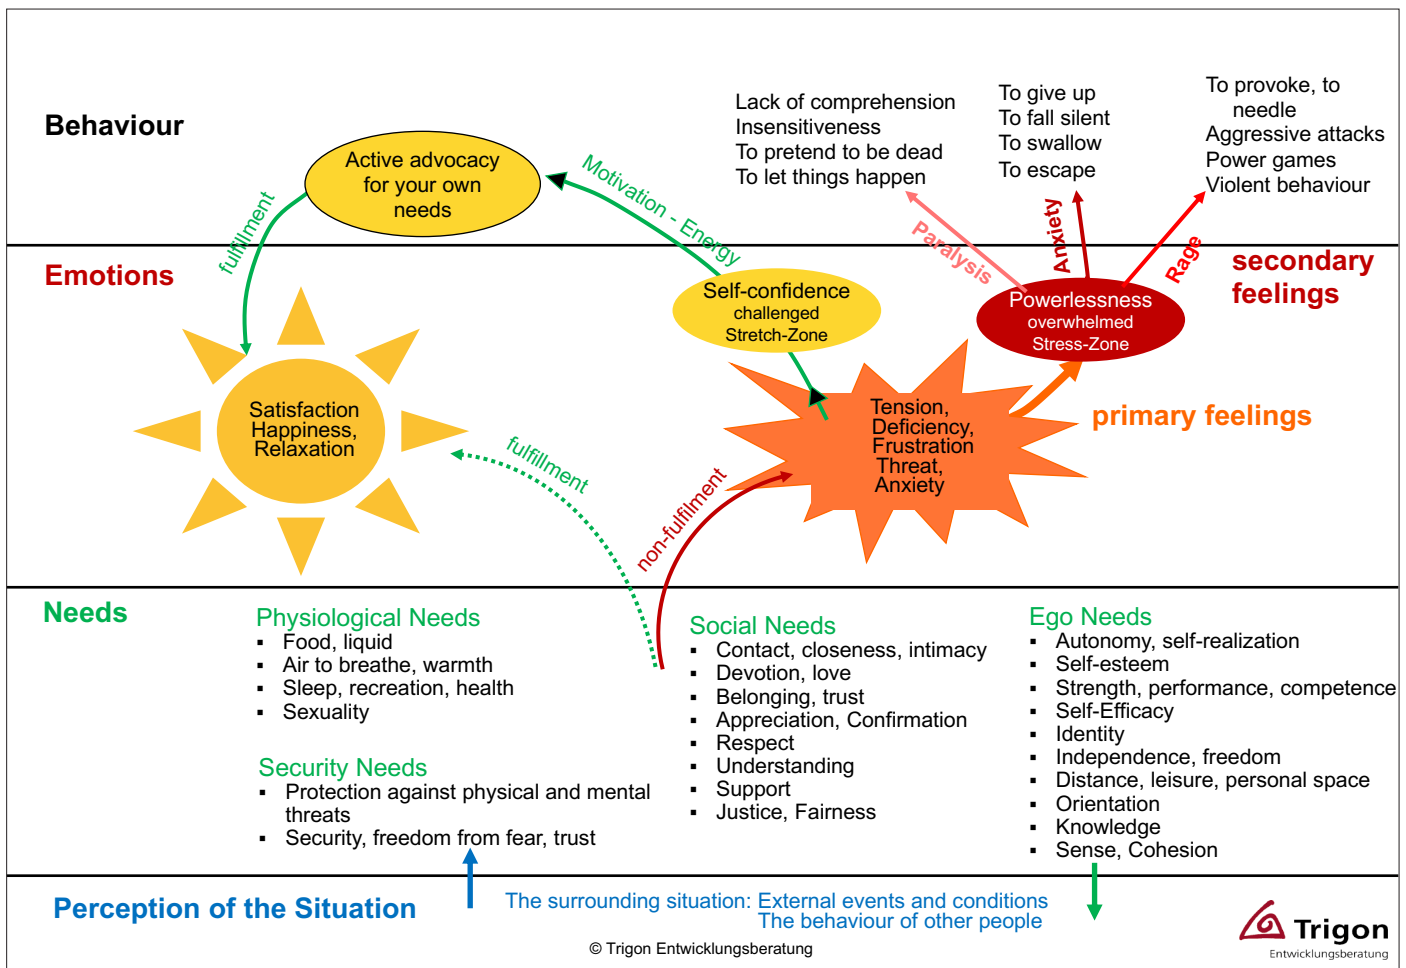 Behaviour
Active advocacy
for your own
needs
Motivation - Energy
Lack of comprehension
Insensitiveness
To pretend to be dead
To let things happen
To give up
To fall silent
To swallow
To escape
To provoke, to
needle
Aggressive attacks
Power games
Violent behaviour
fulfillment
Paralysis
Anxiety
Rage
Emotions
secondary
feelings
Self-confidence
challenged
Stretch-Zone
Powerlessness
overwhelmed
Stress-Zone
Satisfaction
Happiness,
Relaxation
fulfillment
non-fulfilment
Tension,
Deficiency,
Frustration
Threat,
Anxiety
primary feelings
Needs
Physiological Needs
▪ Food, liquid
▪ Air to breathe, warmth
▪ Sleep, recreation, health
▪ Sexuality
Security Needs
▪ Protection against physical and mental
threats
▪ Security, freedom from fear, trust
Social Needs
▪ Contact, closeness, intimacy
▪ Devotion, love
▪ Belonging, trust
▪ Appreciation, Confirmation
▪ Respect
▪ Understanding
▪ Support
▪ Justice, Fairness
Ego Needs
▪ Autonomy, self-realization
▪ Self-esteem
▪ Strength, performance, competence
▪ Self-Efficacy
▪ Identity
▪ Independence, freedom
▪ Distance, leisure, personal space
▪ Orientation
▪ Knowledge
▪ Sense, Cohesion
Perception of the Situation
The surrounding situation: External events and conditions
The behaviour of other people
© Trigon Entwicklungsberatung
Trigon
Entwicklungsberatung